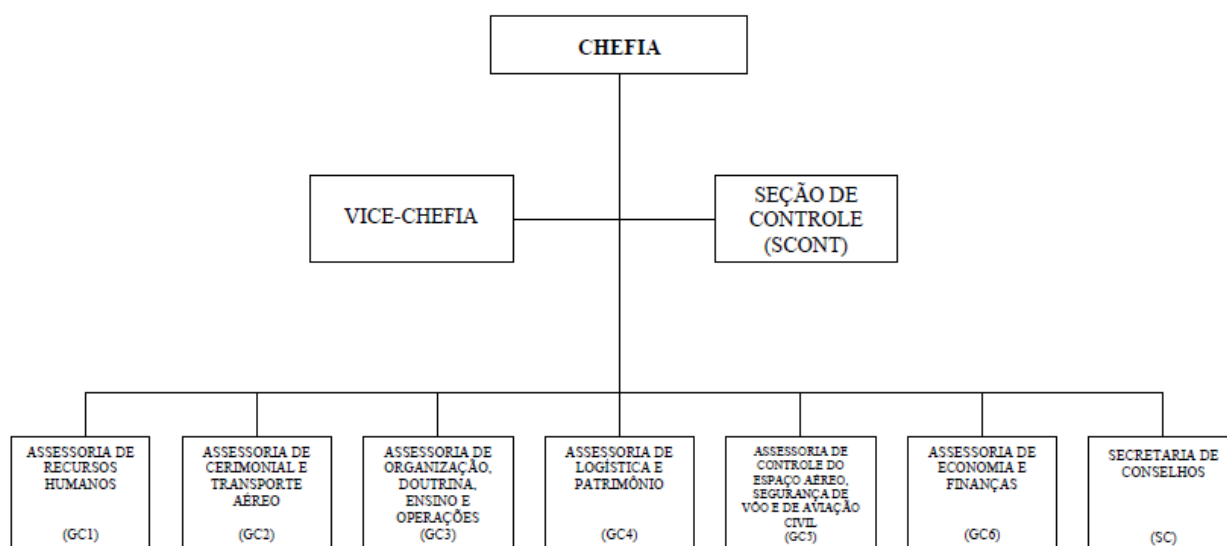 CHEFIA
VICE-CHEFIA
SEÇÃO DE
CONTROLE
(SCONT)
ASSESSORIA DE
RECURSOS
HUMANOS
(GC1)
ASSESSORIA DE
CERIMONIAL E
TRANSPORTE
AÉREO
(GC2)
ASSESSORIA DE
ORGANIZAÇÃO,
DOUTRINA,
ENSINO E
OPERAÇÕES
(GC3)
ASSESSORIA DE
LOGÍSTICA E
PATRIMÔNIO
(GC4)
ASSESSORIA DE
CONTROLE DO
ESPAÇO AÉREO,
SEGURANÇA DE
VÔO E DE AVIAÇÃO
CIVIL
(GC5)
ASSESSORIA DE
ECONOMIA E
FINANÇAS
(GC6)
SECRETARIA DE
CONSELHOS
(SC)